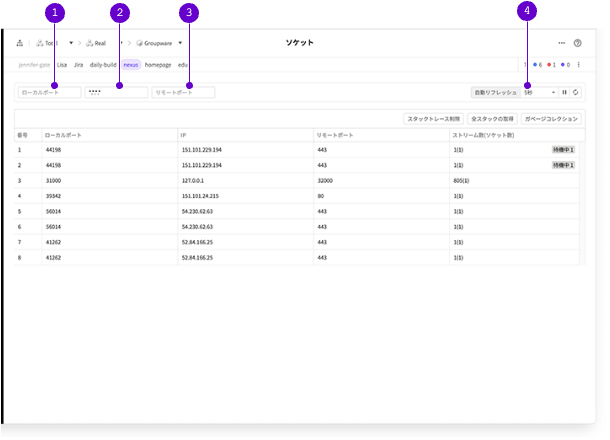 1 2 3 4
Total > Real > Groupware ソケット
jennifer-gate Lisa Jira daily-build nexus homepage edu 6 1 0
ローカルポート リモートポート 自動リフレッシュ 5秒
スタックトレース削除 全スタックの取得 ガベージコレクション
番号 ローカルポート IP リモートポート ストリーム数(ソケット数)
1 44198 151.101.229.194 443 1(1) 待機中 1
2 44198 151.101.229.194 443 1(1) 待機中 1
3 31000 127.0.0.1 32000 805(1)
4 39342 151.101.24.215 80 1(1)
5 56014 54.230.62.63 443 1(1)
6 56014 54.230.62.63 443 1(1)
7 41262 52.84.166.25 443 1(1)
8 41262 52.84.166.25 443 1(1)